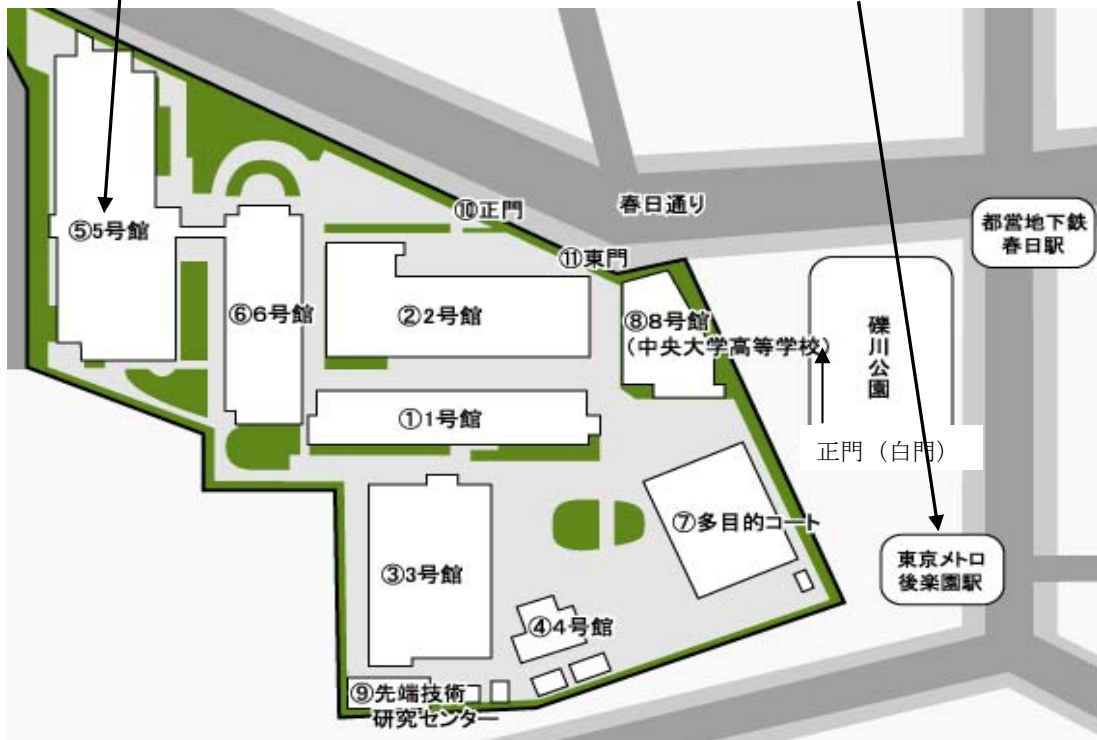 ⑩正門
春日通り
都営地下鉄
春日駅
⑤5号館
⑪東門
⑥6号館
②2号館
⑧8号館
(中央大学高等学校)
礫川公園
①1号館
正門（白門）
⑦多目的コート
③3号館
東京メトロ
後楽園駅
④4号館
⑨先端技術
研究センター